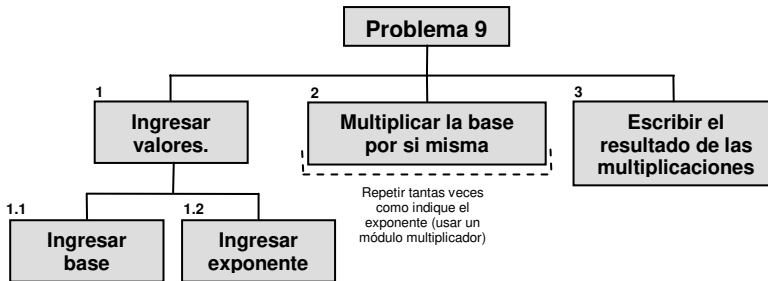 Problema 9
1
Ingresar
valores.
2
Multiplicar la base
por si misma
3
Escribir el
resultado de las
multiplicaciones
Repetir tantas veces
como indique el
exponente (usar un
módulo multiplicador)
1.1
Ingresar
base
1.2
Ingresar
exponente